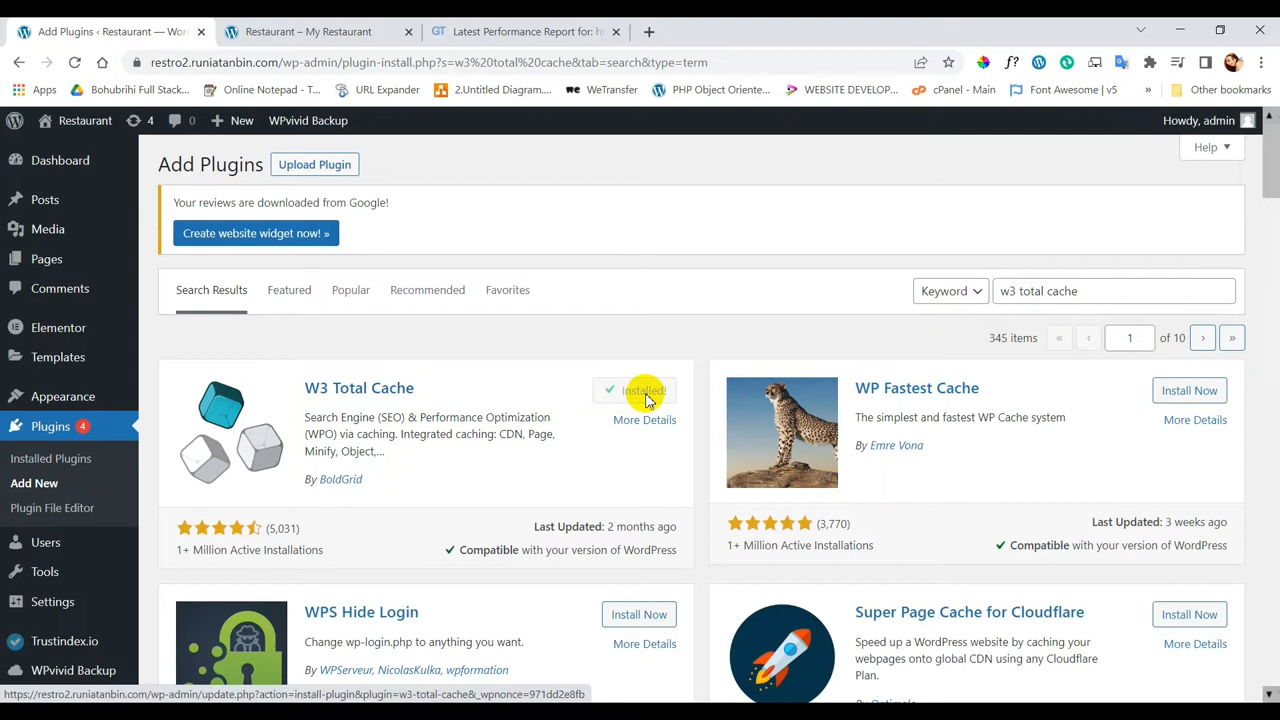 Add Plugins ‹ Restaurant — Wor
Restaurant – My Restaurant
GT Latest Performance Report for: ht
restro2.runiatanbin.com/wp-admin/plugin-install.php?s=w3%20total%20cache&tab=search&type=term
Apps
Bohubrihi Full Stack...
Online Notepad - T...
URL Expander
2.Untitled Diagram....
WeTransfer
PHP Object Oriente...
WEBSITE DEVELOP...
cPanel - Main
Font Awesome | v5
»
Other bookmarks
Restaurant
4
0
New
WPvivid Backup
Howdy, admin
Dashboard
Posts
Media
Pages
Comments
Elementor
Templates
Appearance
Plugins 4
Installed Plugins
Add New
Plugin File Editor
Users
Tools
Settings
Trustindex.io
WPvivid Backup
Add Plugins
Upload Plugin
Help
Your reviews are downloaded from Google!
Create website widget now! »
Search Results
Featured
Popular
Recommended
Favorites
Keyword
w3 total cache
345 items « ‹ 1 of 10 › »
W3 Total Cache
Installed!
More Details
Search Engine (SEO) & Performance Optimization
(WPO) via caching. Integrated caching: CDN, Page,
Minify, Object,...
By BoldGrid
(5,031)
Last Updated: 2 months ago
1+ Million Active Installations
Compatible with your version of WordPress
WP Fastest Cache
Install Now
More Details
The simplest and fastest WP Cache system
By Emre Vona
(3,770)
Last Updated: 3 weeks ago
1+ Million Active Installations
Compatible with your version of WordPress
WPS Hide Login
Install Now
More Details
Change wp-login.php to anything you want.
By WPServeur, NicolasKulka, wpformation
Super Page Cache for Cloudflare
Install Now
More Details
Speed up a WordPress website by caching your
webpages onto global CDN using any Cloudflare
Plan.
https://restro2.runiatanbin.com/wp-admin/update.php?action=install-plugin&plugin=w3-total-cache&_wpnonce=971dd2e8fb